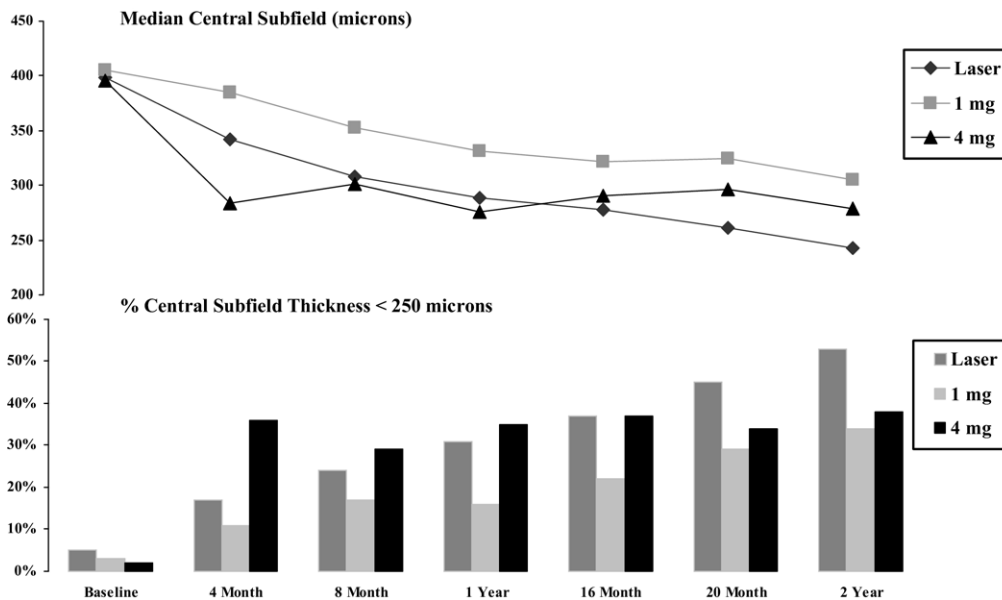 Median Central Subfield (microns)
450
400
350
300
250
200
Laser
1 mg
4 mg
% Central Subfield Thickness < 250 microns
60%
50%
40%
30%
20%
10%
0%
Laser
1 mg
4 mg
Baseline 4 Month 8 Month 1 Year 16 Month 20 Month 2 Year